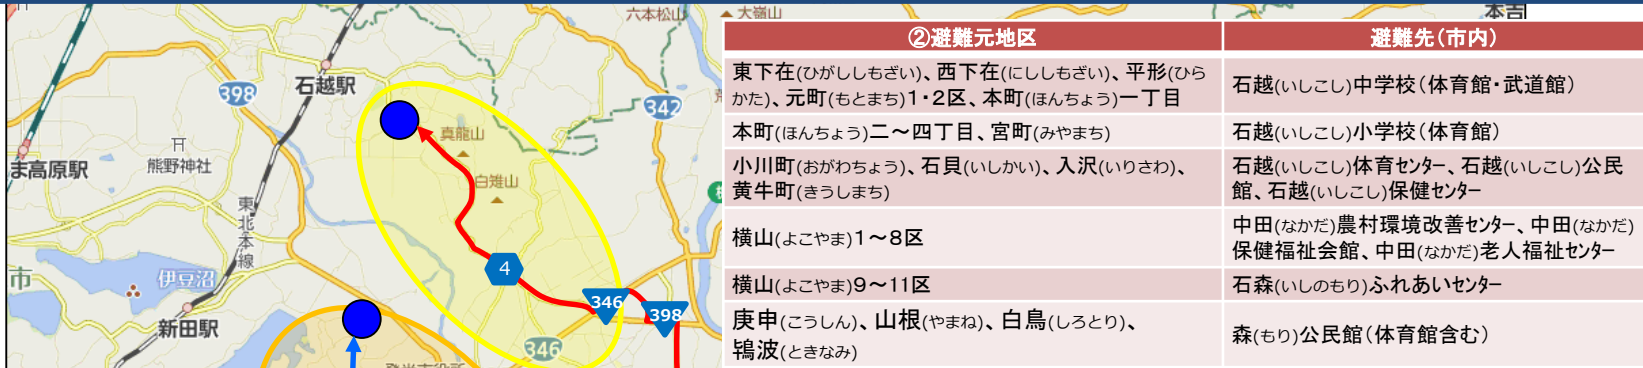 六本松山
大嶺山
本吉
石越駅
398
342
真龍山
ま高原駅
熊野神社
白雉山
東北本線
4
市
伊豆沼
346
398
新田駅
346
②避難元地区
避難先(市内)
東下在(ひがししもざい)、西下在(にししもざい)、平形(ひら
かた)、元町(もとまち)1・2区、本町(ほんちょう)一丁目
石越(いしこし)中学校(体育館・武道館)
本町(ほんちょう)二～四丁目、宮町(みやまち)
石越(いしこし)小学校(体育館)
小川町(おがわちょう)、石貝(いしかい)、入沢(いりさわ)、
黄牛町(きうしまち)
石越(いしこし)体育センター、石越(いしこし)公民
館、石越(いしこし)保健センター
横山(よこやま)1～8区
中田(なかだ)農村環境改善センター、中田(なかだ)
保健福祉会館、中田(なかだ)老人福祉センター
横山(よこやま)9～11区
石森(いしのもり)ふれあいセンター
庚申(こうしん)、山根(やまね)、白鳥(しろとり)、
鴇波(ときなみ)
森(もり)公民館(体育館含む)